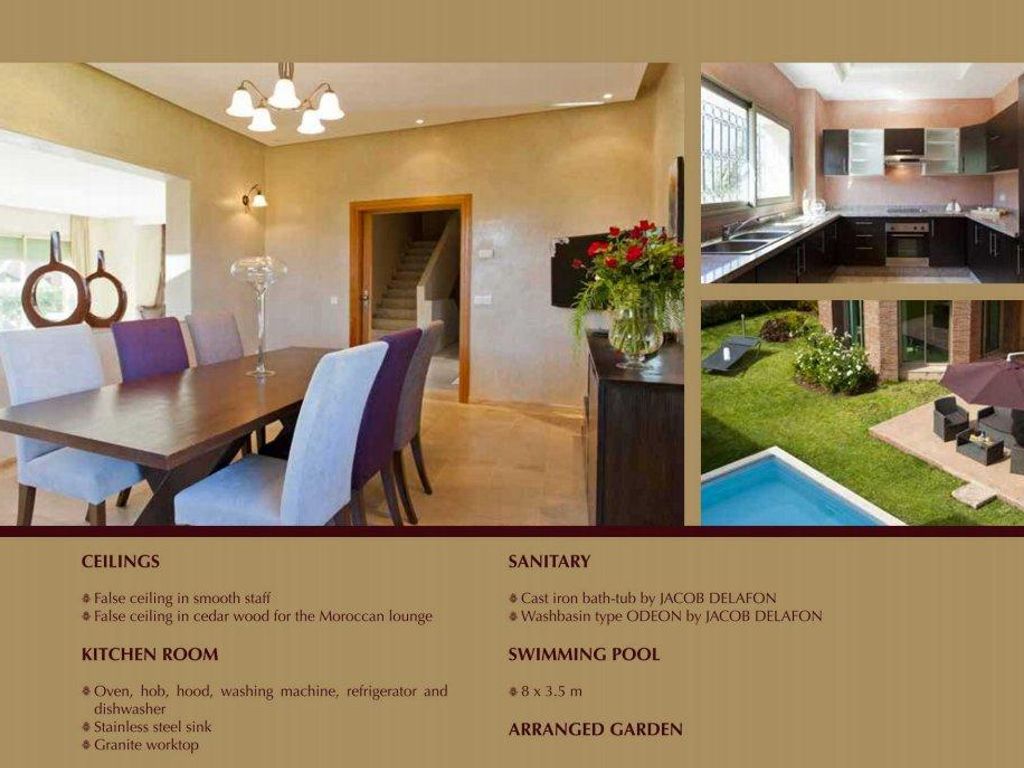 CEILINGS
False ceiling in smooth staff
False ceiling in cedar wood for the Moroccan lounge
KITCHEN ROOM
Oven, hob, hood, washing machine, refrigerator and
dishwasher
Stainless steel sink
Granite worktop
SANITARY
Cast iron bath-tub by JACOB DELAFON
Washbasin type ODEON by JACOB DELAFON
SWIMMING POOL
8 x 3.5 m
ARRANGED GARDEN